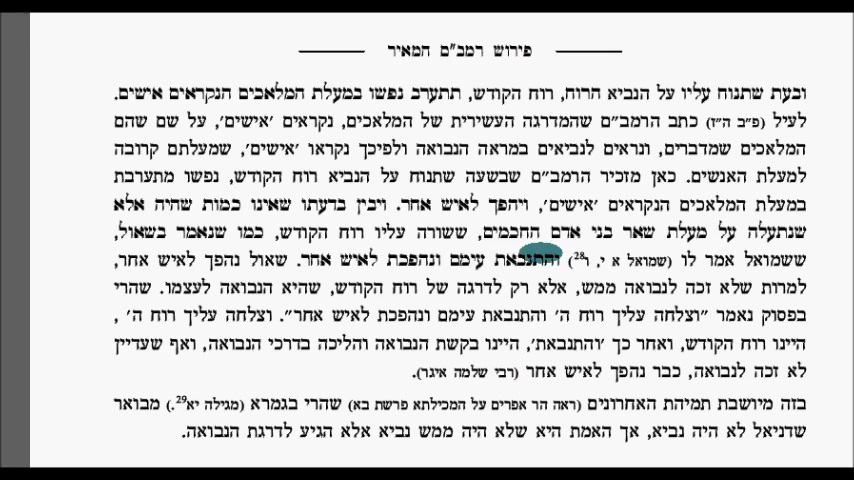 פירוש רמב"ם המאיר
ובעת שתנוח עליו על הנביא הרוח, רוח הקודש, תתערב נפשו במעלת המלאכים הנקראים אישים.
לעיל (פ"ב ה"ז) כתב הרמב"ם שהמדרגה העשירית של המלאכים, נקראים 'אישים', על שם שהם
המלאכים שמדברים, ונראים לנביאים במראה הנבואה ולפיכך נקראו 'אישים', שמעלתם קרובה
למעלת האנשים. כאן מזכיר הרמב"ם שבשעה שתנוח על הנביא רוח הקודש, נפשו מתערבת
במעלת המלאכים הנקראים 'אישים', ויהפך לאיש אחר. ויבין בדעתו שאינו כמות שהיה אלא
שנתעלה על מעלת שאר בני אדם החכמים, ששורה עליו רוח הקודש, כמו שנאמר בשאול,
ששמואל אמר לו (שמואל א י, ו28) והתנבאת עימם ונהפכת לאיש אחר. שאול נהפך לאיש אחר,
למרות שלא זכה לנבואה ממש, אלא רק לדרגה של רוח הקודש, שהיא הנבואה לעצמו. שהרי
בפסוק נאמר "וצלחה עליך רוח ה' והתנבאת עימם ונהפכת לאיש אחר". וצלחה עליך רוח ה' ,
היינו רוח הקודש, ואחר כך 'והתנבאת', היינו בקשת הנבואה והליכה בדרכי הנבואה, ואף שעדיין
לא זכה לנבואה, כבר נהפך לאיש אחר (רבי שלמה איגר).
בזה מיושבת תמיהת האחרונים (ראה הר אפרים על המכילתא פרשת בא) שהרי בגמרא (מגילה יא29.) מבואר
שדניאל לא היה נביא, אך האמת היא שלא היה ממש נביא אלא הגיע לדרגת הנבואה.